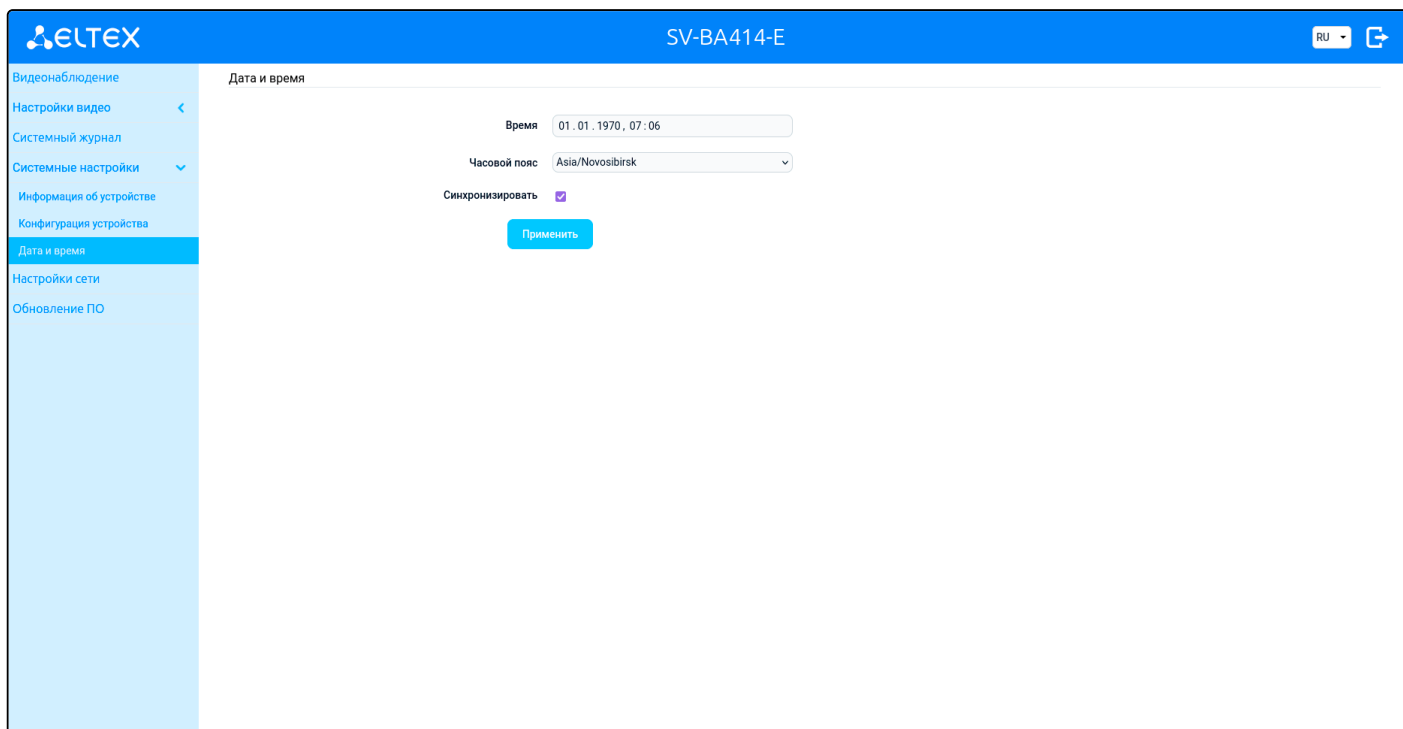 ELTEX
SV-BA414-E
RU
Видеонаблюдение
Настройки видео
Системный журнал
Системные настройки
Информация об устройстве
Конфигурация устройства
Дата и время
Настройки сети
Обновление ПО
Дата и время
Время 01.01.1970, 07:06
Часовой пояс Asia/Novosibirsk
Синхронизировать
Применить